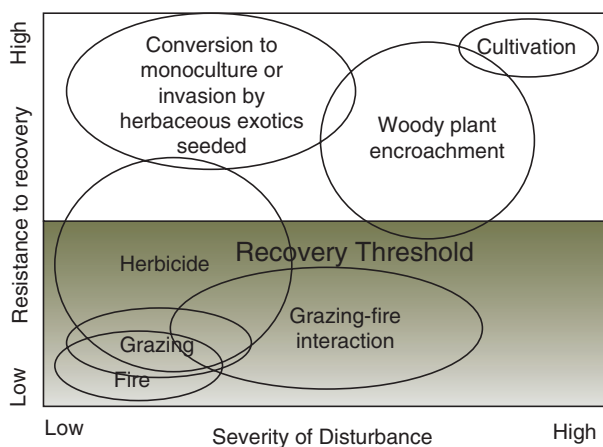 High
Resistance to recovery
Low
Conversion to
monoculture or
invasion by
herbaceous exotics
seeded
Cultivation
Woody plant
encroachment
Recovery Threshold
Herbicide
Grazing-fire
interaction
Grazing
Fire
Low
Severity of Disturbance
High